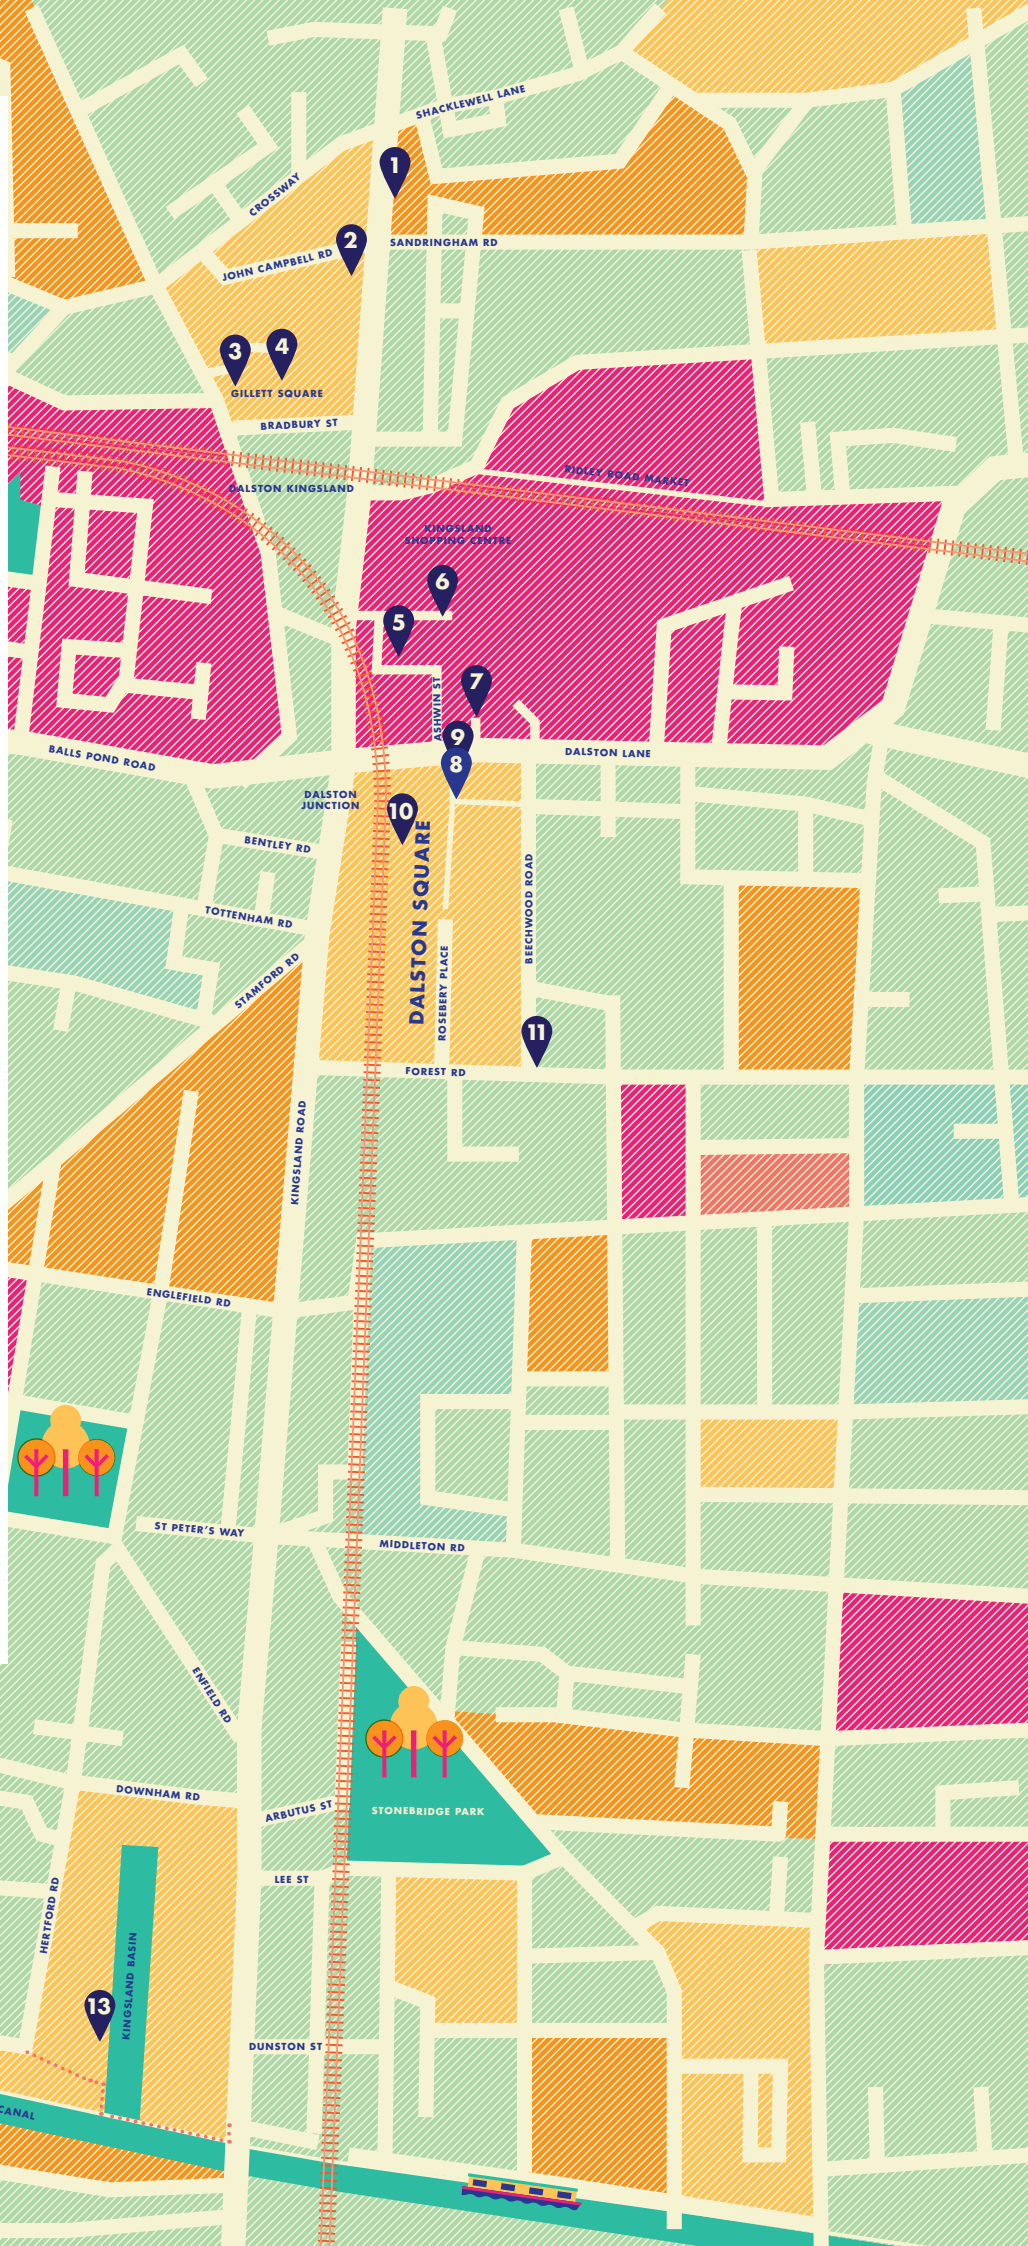 SHACKLEWELL LANE
1
CROSSWAY
2
SANDRINGHAM RD
JOHN CAMPBELL RD
3
4
GILLETT SQUARE
BRADBURY ST
RIDLEY ROAD MARKET
DALSTON KINGSLAND
KINGSLAND
SHOPPING CENTRE
6
5
7
ASHWIN ST
9
8
DALSTON LANE
BALLS POND ROAD
DALSTON
JUNCTION
10
BENTLEY RD
DALSTON SQUARE
BEECHWOOD ROAD
TOTTENHAM RD
STAMFORD RD
ROSEBERY PLACE
11
FOREST RD
KINGSLAND ROAD
ENGLEFIELD RD
ST PETER'S WAY
MIDDLETON RD
ENFIELD RD
DOWNHAM RD
ARBUTUS ST
STONEBRIDGE PARK
LEE ST
HERTFORD RD
KINGSLAND BASIN
13
DUNSTON ST
CANAL